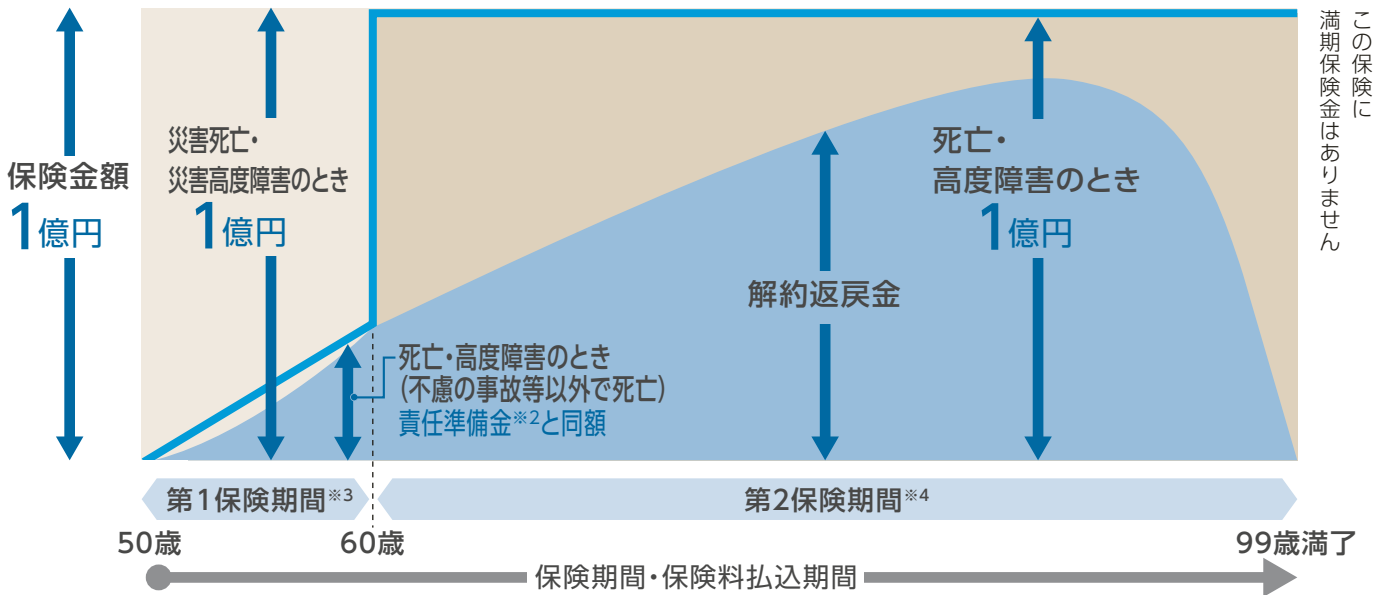 保険金額
1億円
災害死亡・
災害高度障害のとき
1億円
死亡・
高度障害のとき
1億円
解約返戻金
死亡・高度障害のとき
(不慮の事故等以外で死亡)
責任準備金※2と同額
この保険に
満期保険金はありません
第1保険期間※3
第2保険期間※4
50歳
60歳
99歳満了
保険期間・保険料払込期間